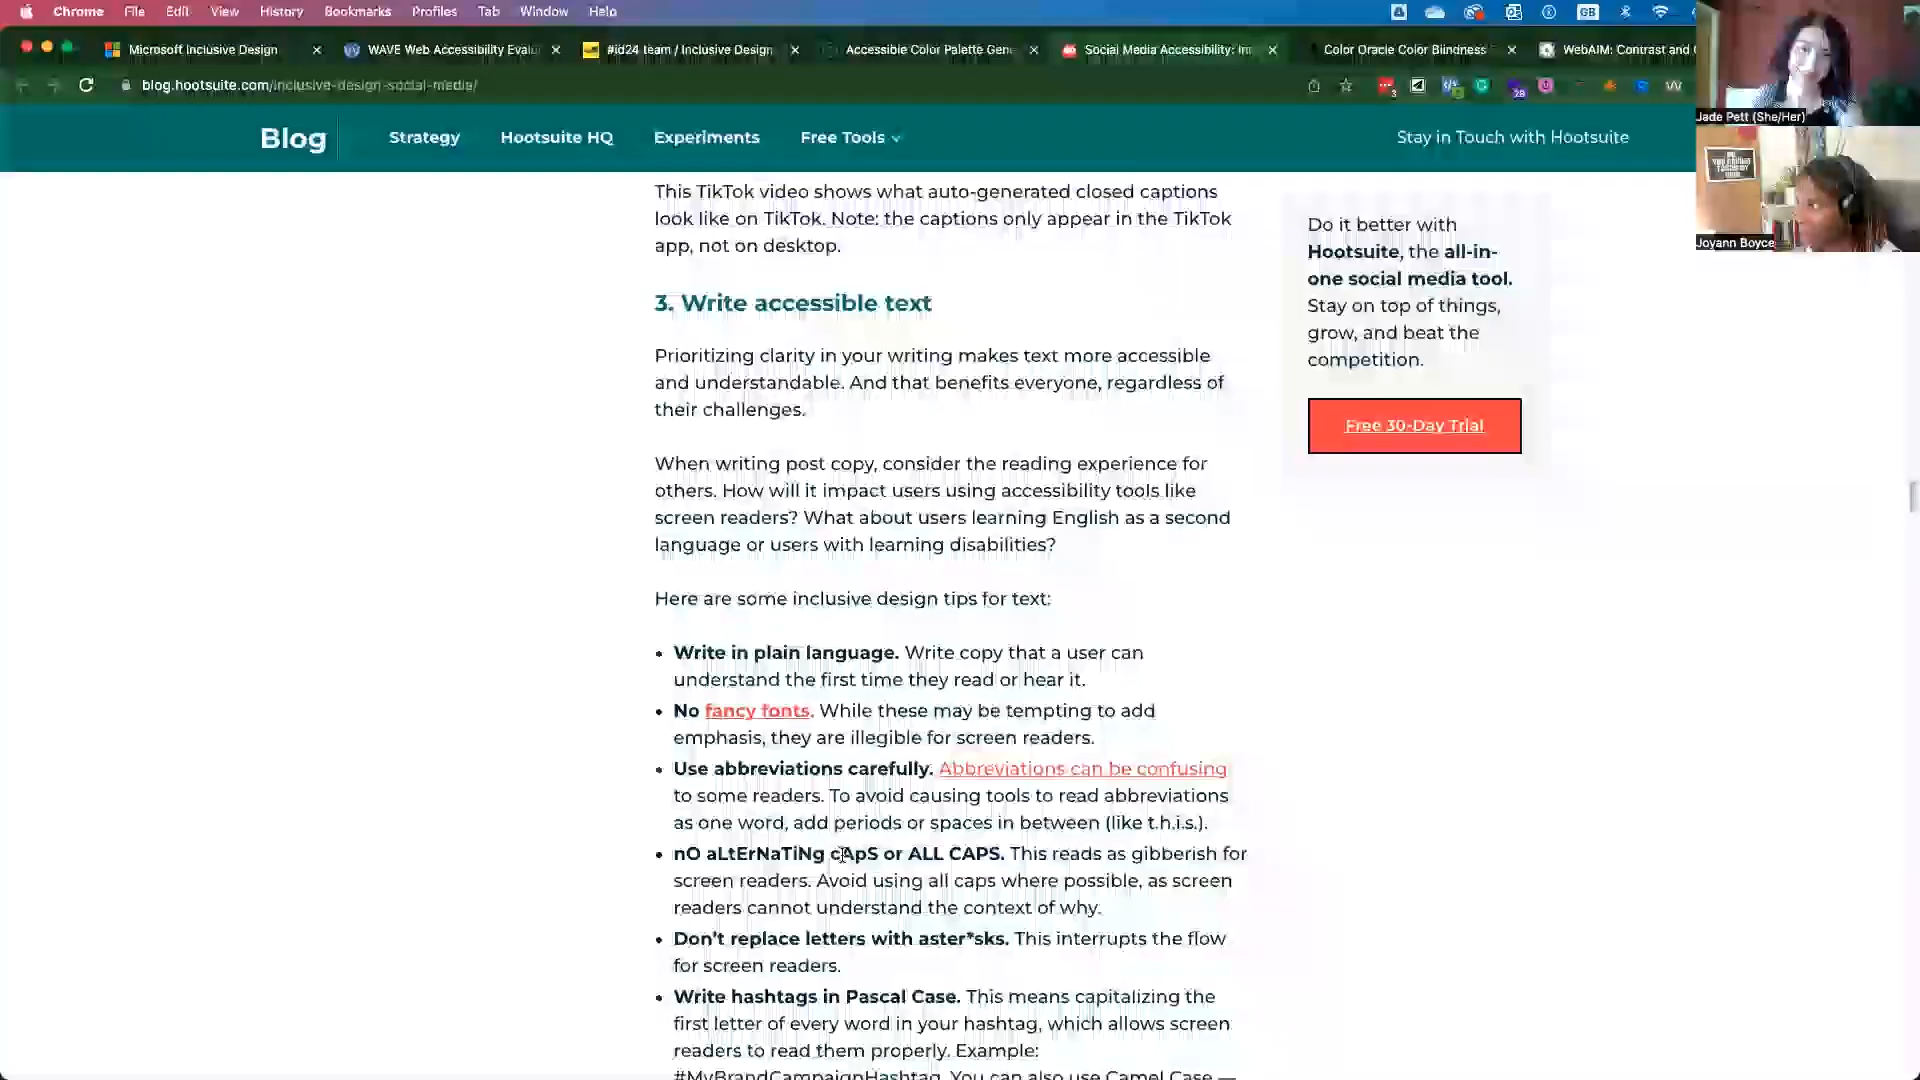 Chrome File Edit View History Bookmarks Profiles Tab Window Help
Microsoft Inclusive Design
WAVE Web Accessibility Evalu
#id24 team / Inclusive Design
Accessible Color Palette Gene
Social Media Accessibility: In
Color Oracle Color Blindness
WebAIM: Contrast and C
blog.hootsuite.com/inclusive-design-social-media/
Jade Pett (She/Her)
Joyann Boyce
Blog Strategy Hootsuite HQ Experiments Free Tools Stay in Touch with Hootsuite
This TikTok video shows what auto-generated closed captions
look like on TikTok. Note: the captions only appear in the TikTok
app, not on desktop.
3. Write accessible text
Prioritizing clarity in your writing makes text more accessible
and understandable. And that benefits everyone, regardless of
their challenges.
When writing post copy, consider the reading experience for
others. How will it impact users using accessibility tools like
screen readers? What about users learning English as a second
language or users with learning disabilities?
Here are some inclusive design tips for text:
• Write in plain language. Write copy that a user can
understand the first time they read or hear it.
• No fancy fonts. While these may be tempting to add
emphasis, they are illegible for screen readers.
• Use abbreviations carefully. Abbreviations can be confusing
to some readers. To avoid causing tools to read abbreviations
as one word, add periods or spaces in between (like t.h.i.s.).
• nO aLtErNaTiNg cApS or ALL CAPS. This reads as gibberish for
screen readers. Avoid using all caps where possible, as screen
readers cannot understand the context of why.
• Don't replace letters with aster*sks. This interrupts the flow
for screen readers.
• Write hashtags in Pascal Case. This means capitalizing the
first letter of every word in your hashtag, which allows screen
readers to read them properly. Example:
#MyBrandCampaignHashtag. You can also use Camel Case —
Do it better with
Hootsuite, the all-in-
one social media tool.
Stay on top of things,
grow, and beat the
competition.
Free 30-Day Trial